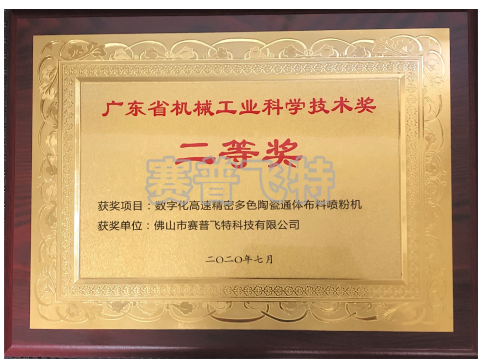 广东省机械工业科学技术奖
二等奖
赛普飞特
获奖项目：数字化高速精密多色陶瓷通体布料喷粉机
获奖单位：佛山市赛普飞特科技有限公司
二〇二〇年七月